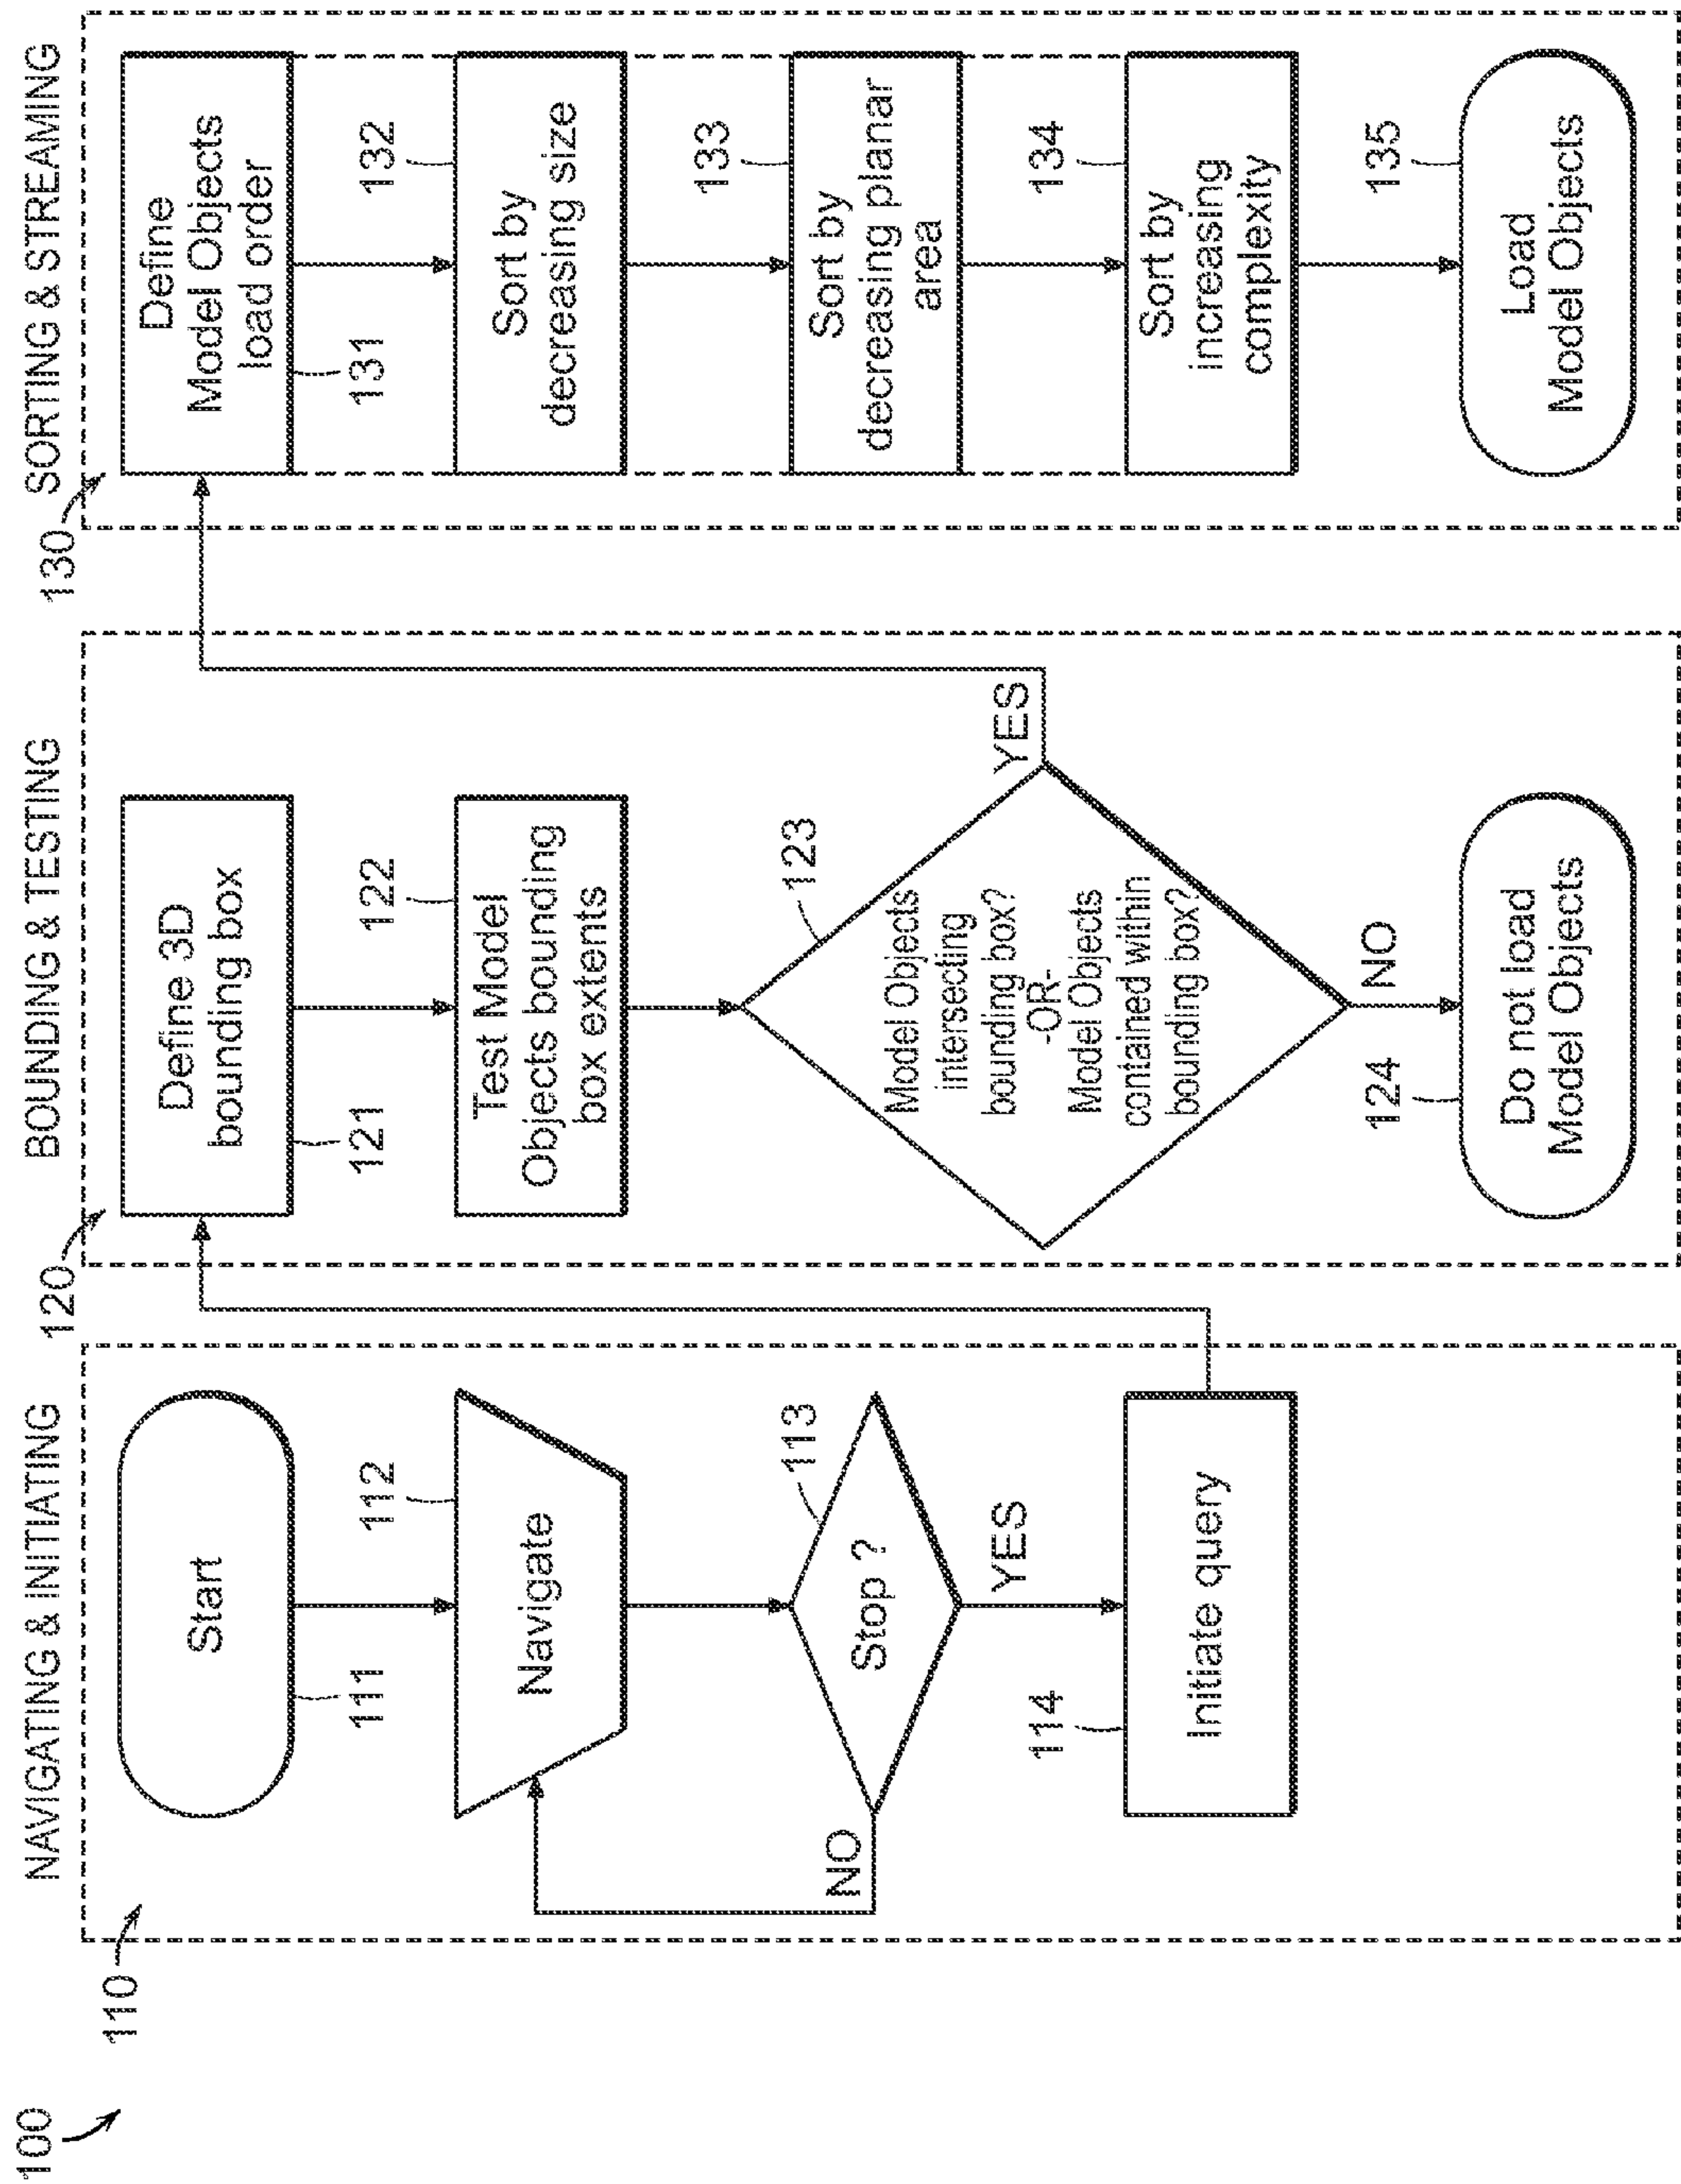 100
110
NAVIGATING & INITIATING
Start
111
Navigate
112
Stop ?
113
NO
YES
Initiate query
114
120
BOUNDING & TESTING
Define 3D
bounding box
121
Test Model
Objects bounding
box extents
122
Model Objects
intersecting
bounding box?
-OR-
Model Objects
contained within
bounding box?
123
YES
NO
Do not load
Model Objects
124
130
SORTING & STREAMING
Define
Model Objects
load order
131
Sort by
decreasing size
132
Sort by
decreasing planar
area
133
Sort by
increasing
complexity
134
Load
Model Objects
135